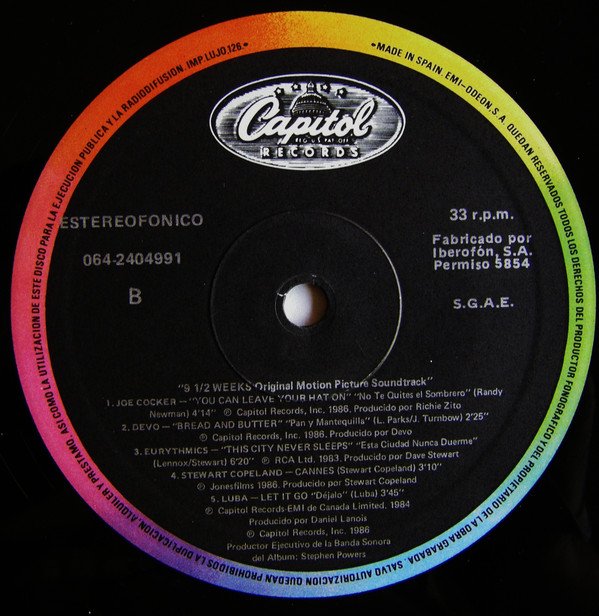 •MADE IN SPAIN. EMI-ODEON, S.A. QUEDAN RESERVADOS TODOS LOS DERECHOS DEL PRODUCTOR FONOGRAFICO Y DEL PROPIETARIO DE LA OBRA GRABADA. SALVO AUTORIZACION QUEDAN PROHIBIDOS LA DUPLICACION, ALQUILER Y PRESTAMO, ASI COMO LA UTILIZACION DE ESTE DISCO PARA LA EJECUCION PUBLICA Y LA RADIODIFUSION. IMP. LUJO, 126.•
Capitol
REG. U.S. PAT. OFF.
RECORDS
ESTEREOFONICO
33 r.p.m.
064-2404991
Fabricado por
Iberofón, S.A.
Permiso 5854
B
S.G.A.E.
"9 1/2 WEEKS Original Motion Picture Soundtrack"
1. JOE COCKER — "YOU CAN LEAVE YOUR HAT ON" "No Te Quites el Sombrero" (Randy
Newman) 4'14" ℗ Capitol Records, Inc. 1986. Producido por Richie Zito
2. DEVO — "BREAD AND BUTTER" "Pan y Mantequilla" (L. Parks/J. Turnbow) 2'25"
℗ Capitol Records, Inc. 1986. Producido por Devo
3. EURYTHMICS — "THIS CITY NEVER SLEEPS" "Esta Ciudad Nunca Duerme"
(Lennox/Stewart) 6'20" ℗ RCA Ltd. 1983. Producido por Dave Stewart
4. STEWART COPELAND — CANNES (Stewart Copeland) 3'10"
℗ Jonesfilms 1986. Producido por Stewart Copeland
5. LUBA — LET IT GO "Déjalo" (Luba) 3'45"
℗ Capitol Records-EMI de Canada Limited. 1984
Producido por Daniel Lanois
℗ Capitol Records, Inc. 1986
Productor Ejecutivo de la Banda Sonora
del Album: Stephen Powers